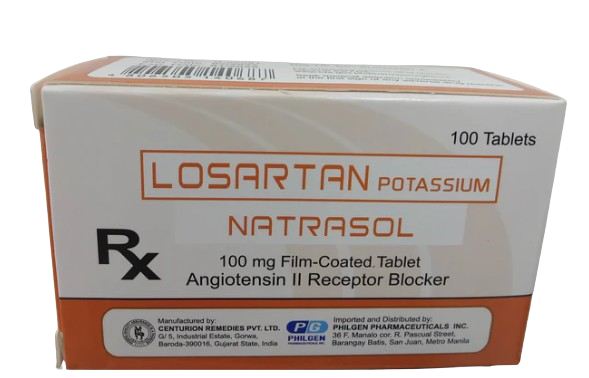 100 Tablets
LOSARTAN POTASSIUM
NATRASOL
Rx
100 mg Film-Coated Tablet
Angiotensin II Receptor Blocker
Manufactured by:
CENTURION REMEDIES PVT. LTD.
G/ 5, Industrial Estate, Gorwa,
Baroda-390016, Gujarat State, India
PG
PHILGEN
PHARMACEUTICALS INC.
Imported and Distributed by:
PHILGEN PHARMACEUTICALS INC.
36 F. Manalo cor. R. Pascual Street,
Barangay Batis, San Juan, Metro Manila